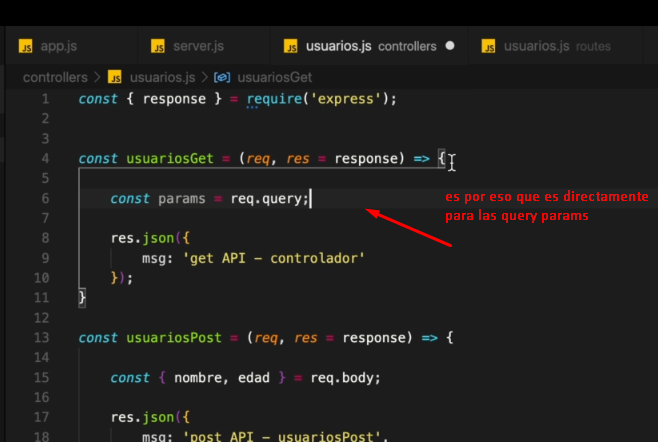 JS app.js JS server.js JS usuarios.js controllers JS usuarios.js routes
controllers > JS usuarios.js > usuariosGet
1 const { response } = require('express');
2
3
4 const usuariosGet = (req, res = response) => {
5
6 const params = req.query;
es por eso que es directamente
para las query params
7
8 res.json({
9 msg: 'get API - controlador'
10 });
11 }
12
13 const usuariosPost = (req, res = response) => {
14
15 const { nombre, edad } = req.body;
16
17 res.json({
18 msg: 'post API - usuariosPost',